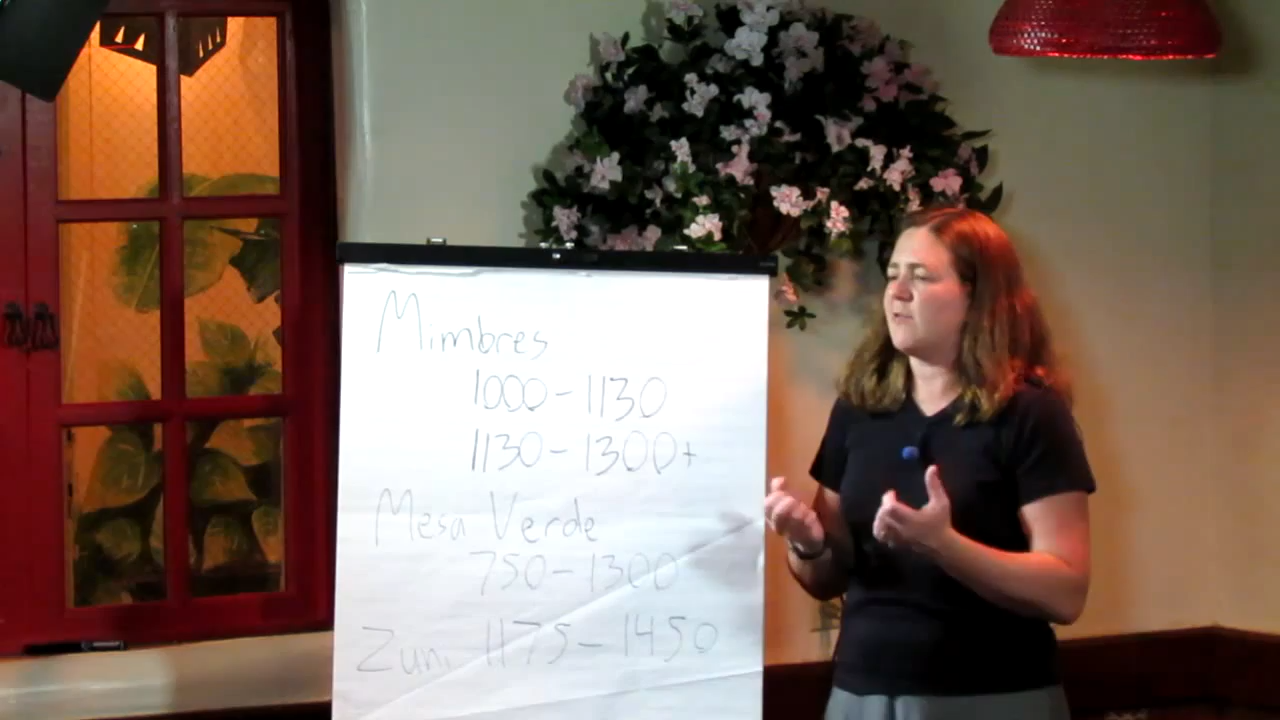 Mimbres
1000 - 1130
1130 - 1300+
Mesa Verde
750 - 1300
Zuni 1175 - 1450